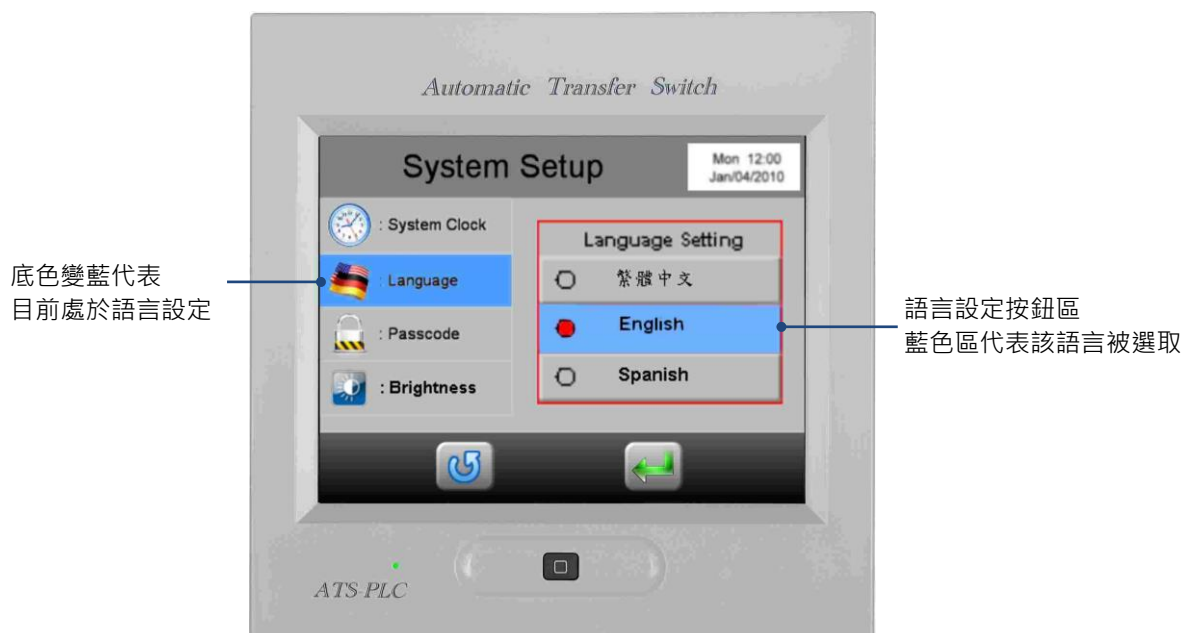 Automatic Transfer Switch
System Setup
Mon 12:00
Jan/04/2010
: System Clock
: Language
: Passcode
: Brightness
Language Setting
繁體中文
English
Spanish
底色變藍代表
目前處於語言設定
語言設定按鈕區
藍色區代表該語言被選取
ATS-PLC